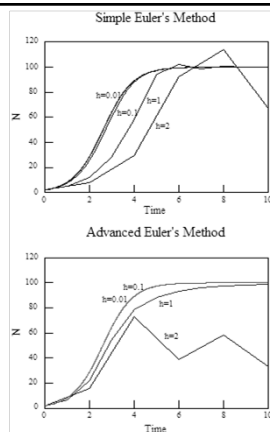 Simple Euler's Method
120
100
80
60
40
20
0
N
h=0.01
h=0.1
h=1
h=2
0 2 4 6 8 10
Time
Advanced Euler's Method
120
100
80
60
40
20
0
N
h=0.1
h=0.01
h=1
h=2
0 2 4 6 8 10
Time